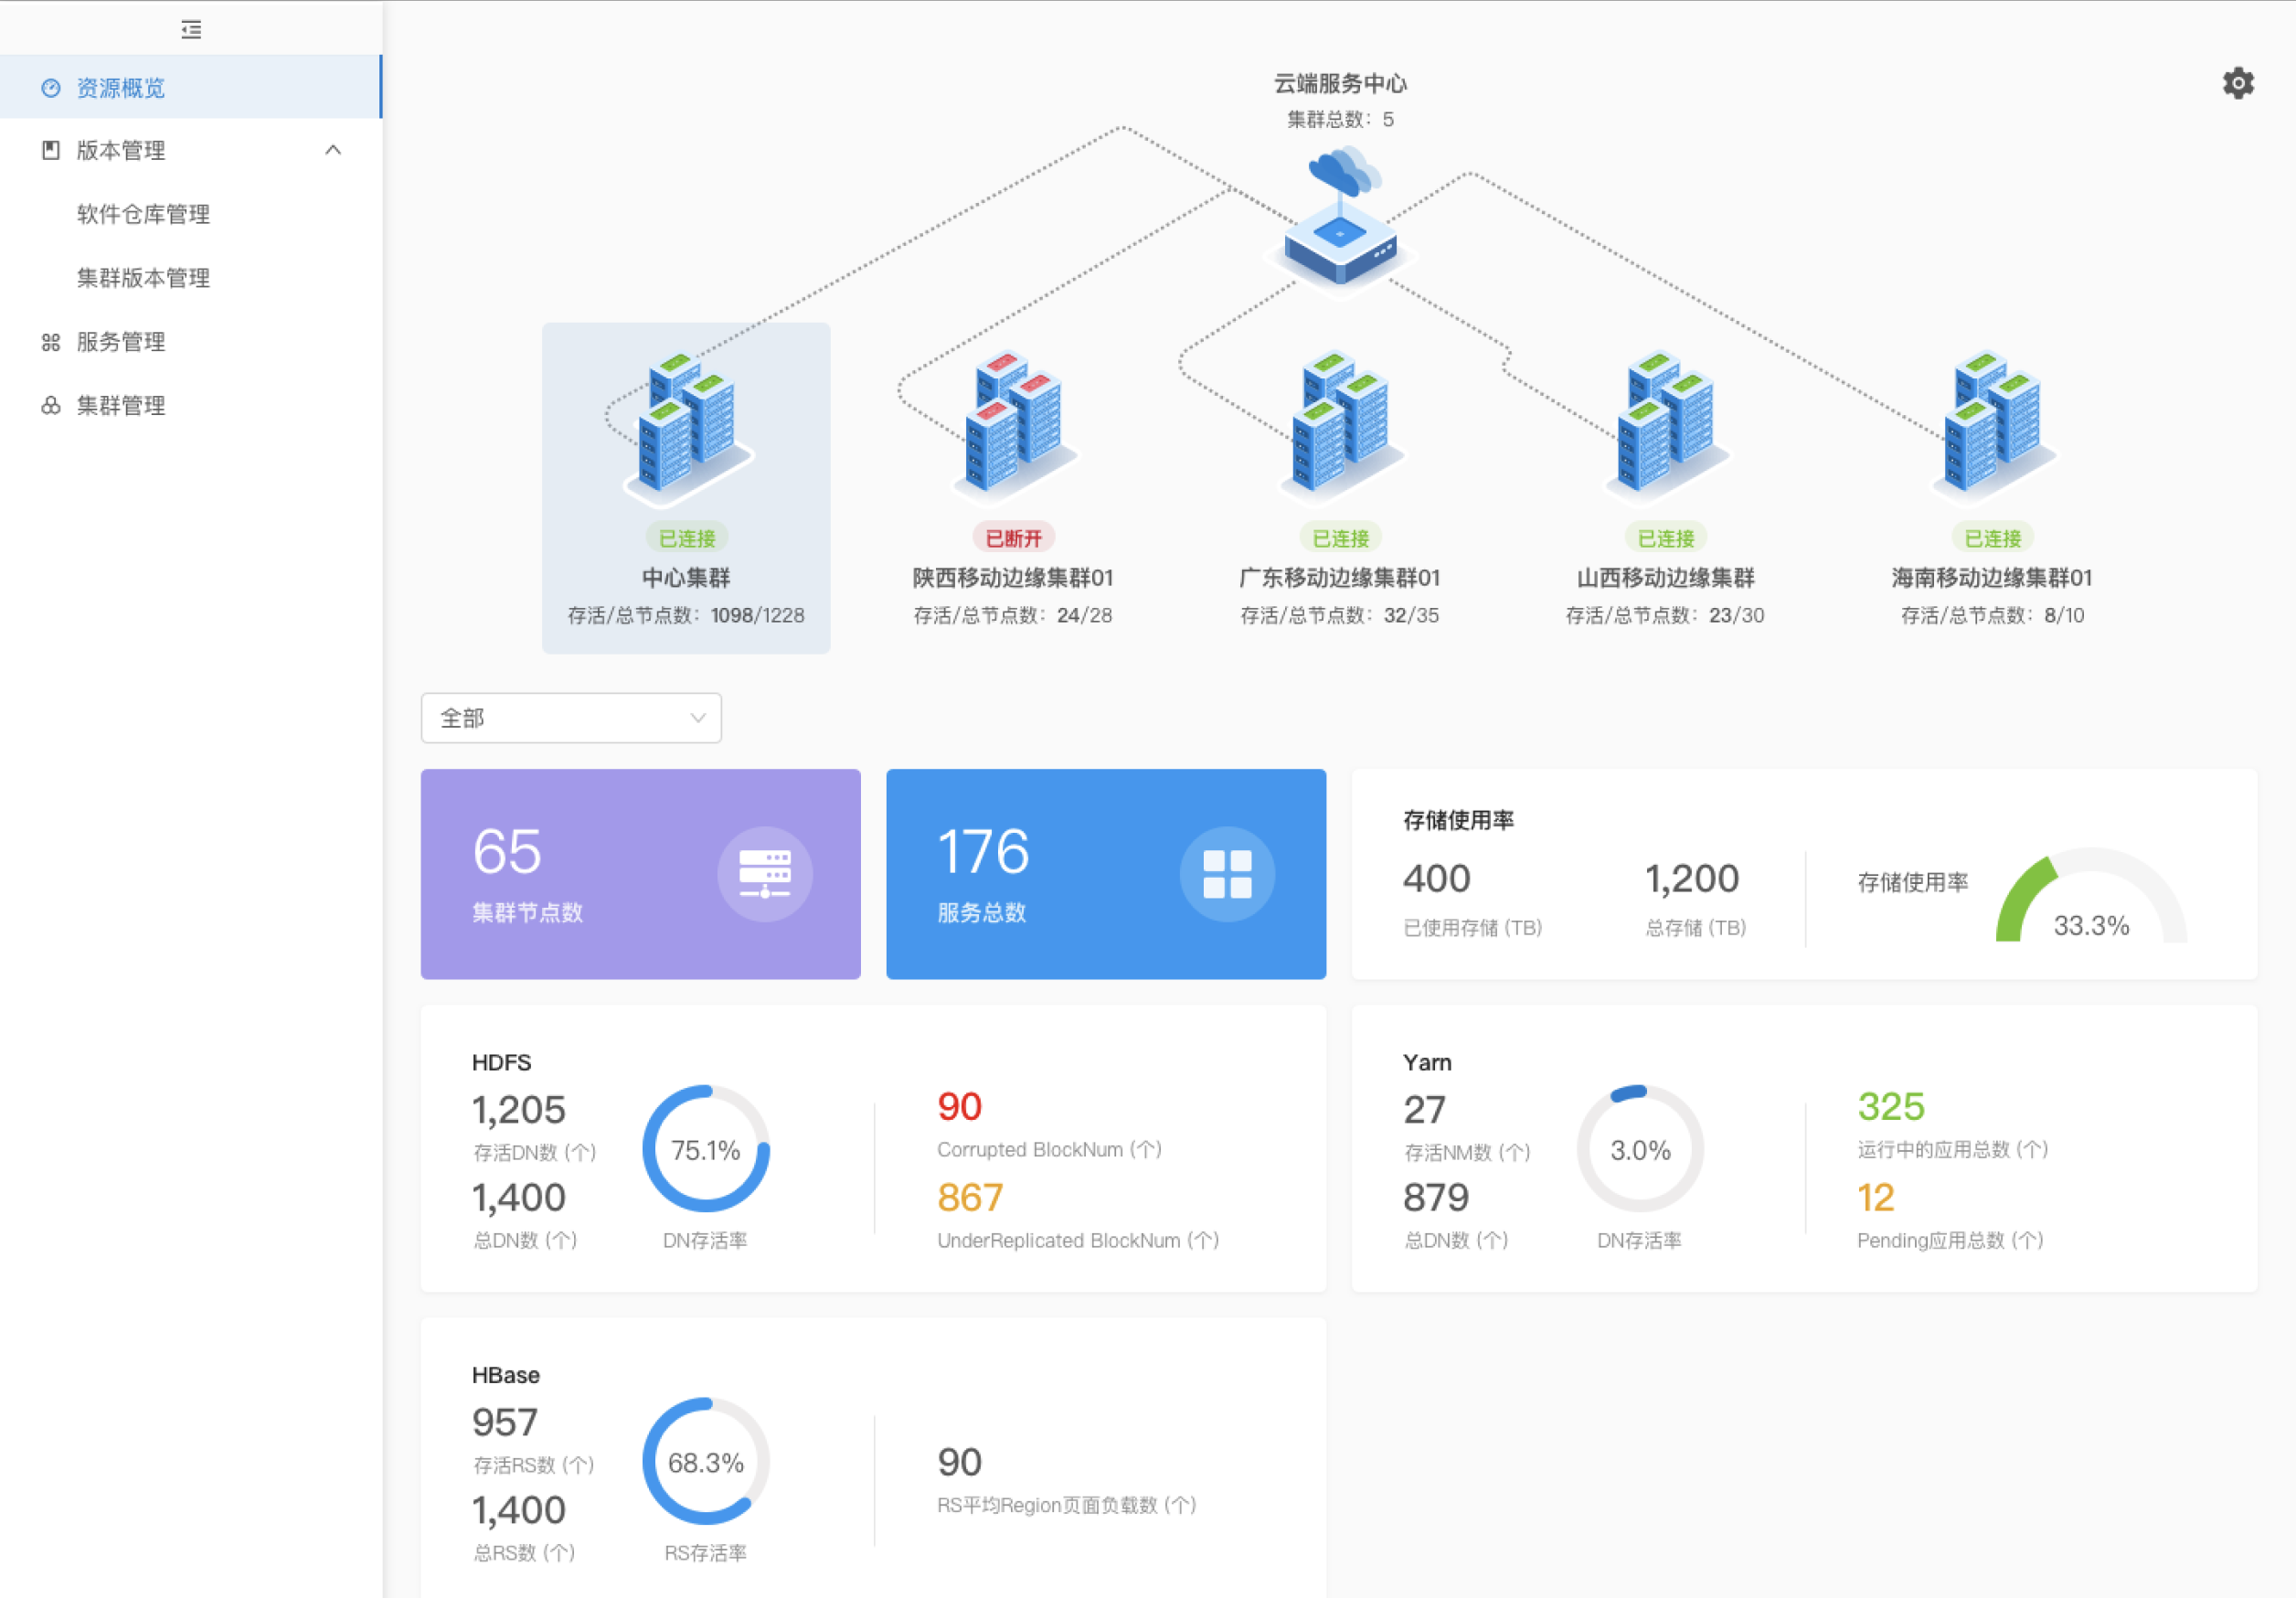 资源概览
版本管理
软件仓库管理
集群版本管理
服务管理
集群管理
云端服务中心
集群总数：5
已连接
中心集群
存活/总节点数：1098/1228
已断开
陕西移动边缘集群01
存活/总节点数：24/28
已连接
广东移动边缘集群01
存活/总节点数：32/35
已连接
山西移动边缘集群
存活/总节点数：23/30
已连接
海南移动边缘集群01
存活/总节点数：8/10
全部
65
集群节点数
176
服务总数
存储使用率
400
已使用存储 (TB)
1,200
总存储 (TB)
存储使用率
33.3%
HDFS
1,205
存活DN数 (个)
1,400
总DN数 (个)
75.1%
DN存活率
90
Corrupted BlockNum (个)
867
UnderReplicated BlockNum (个)
Yarn
27
存活NM数 (个)
879
总DN数 (个)
3.0%
DN存活率
325
运行中的应用总数 (个)
12
Pending应用总数 (个)
HBase
957
存活RS数 (个)
1,400
总RS数 (个)
68.3%
RS存活率
90
RS平均Region页面负载数 (个)